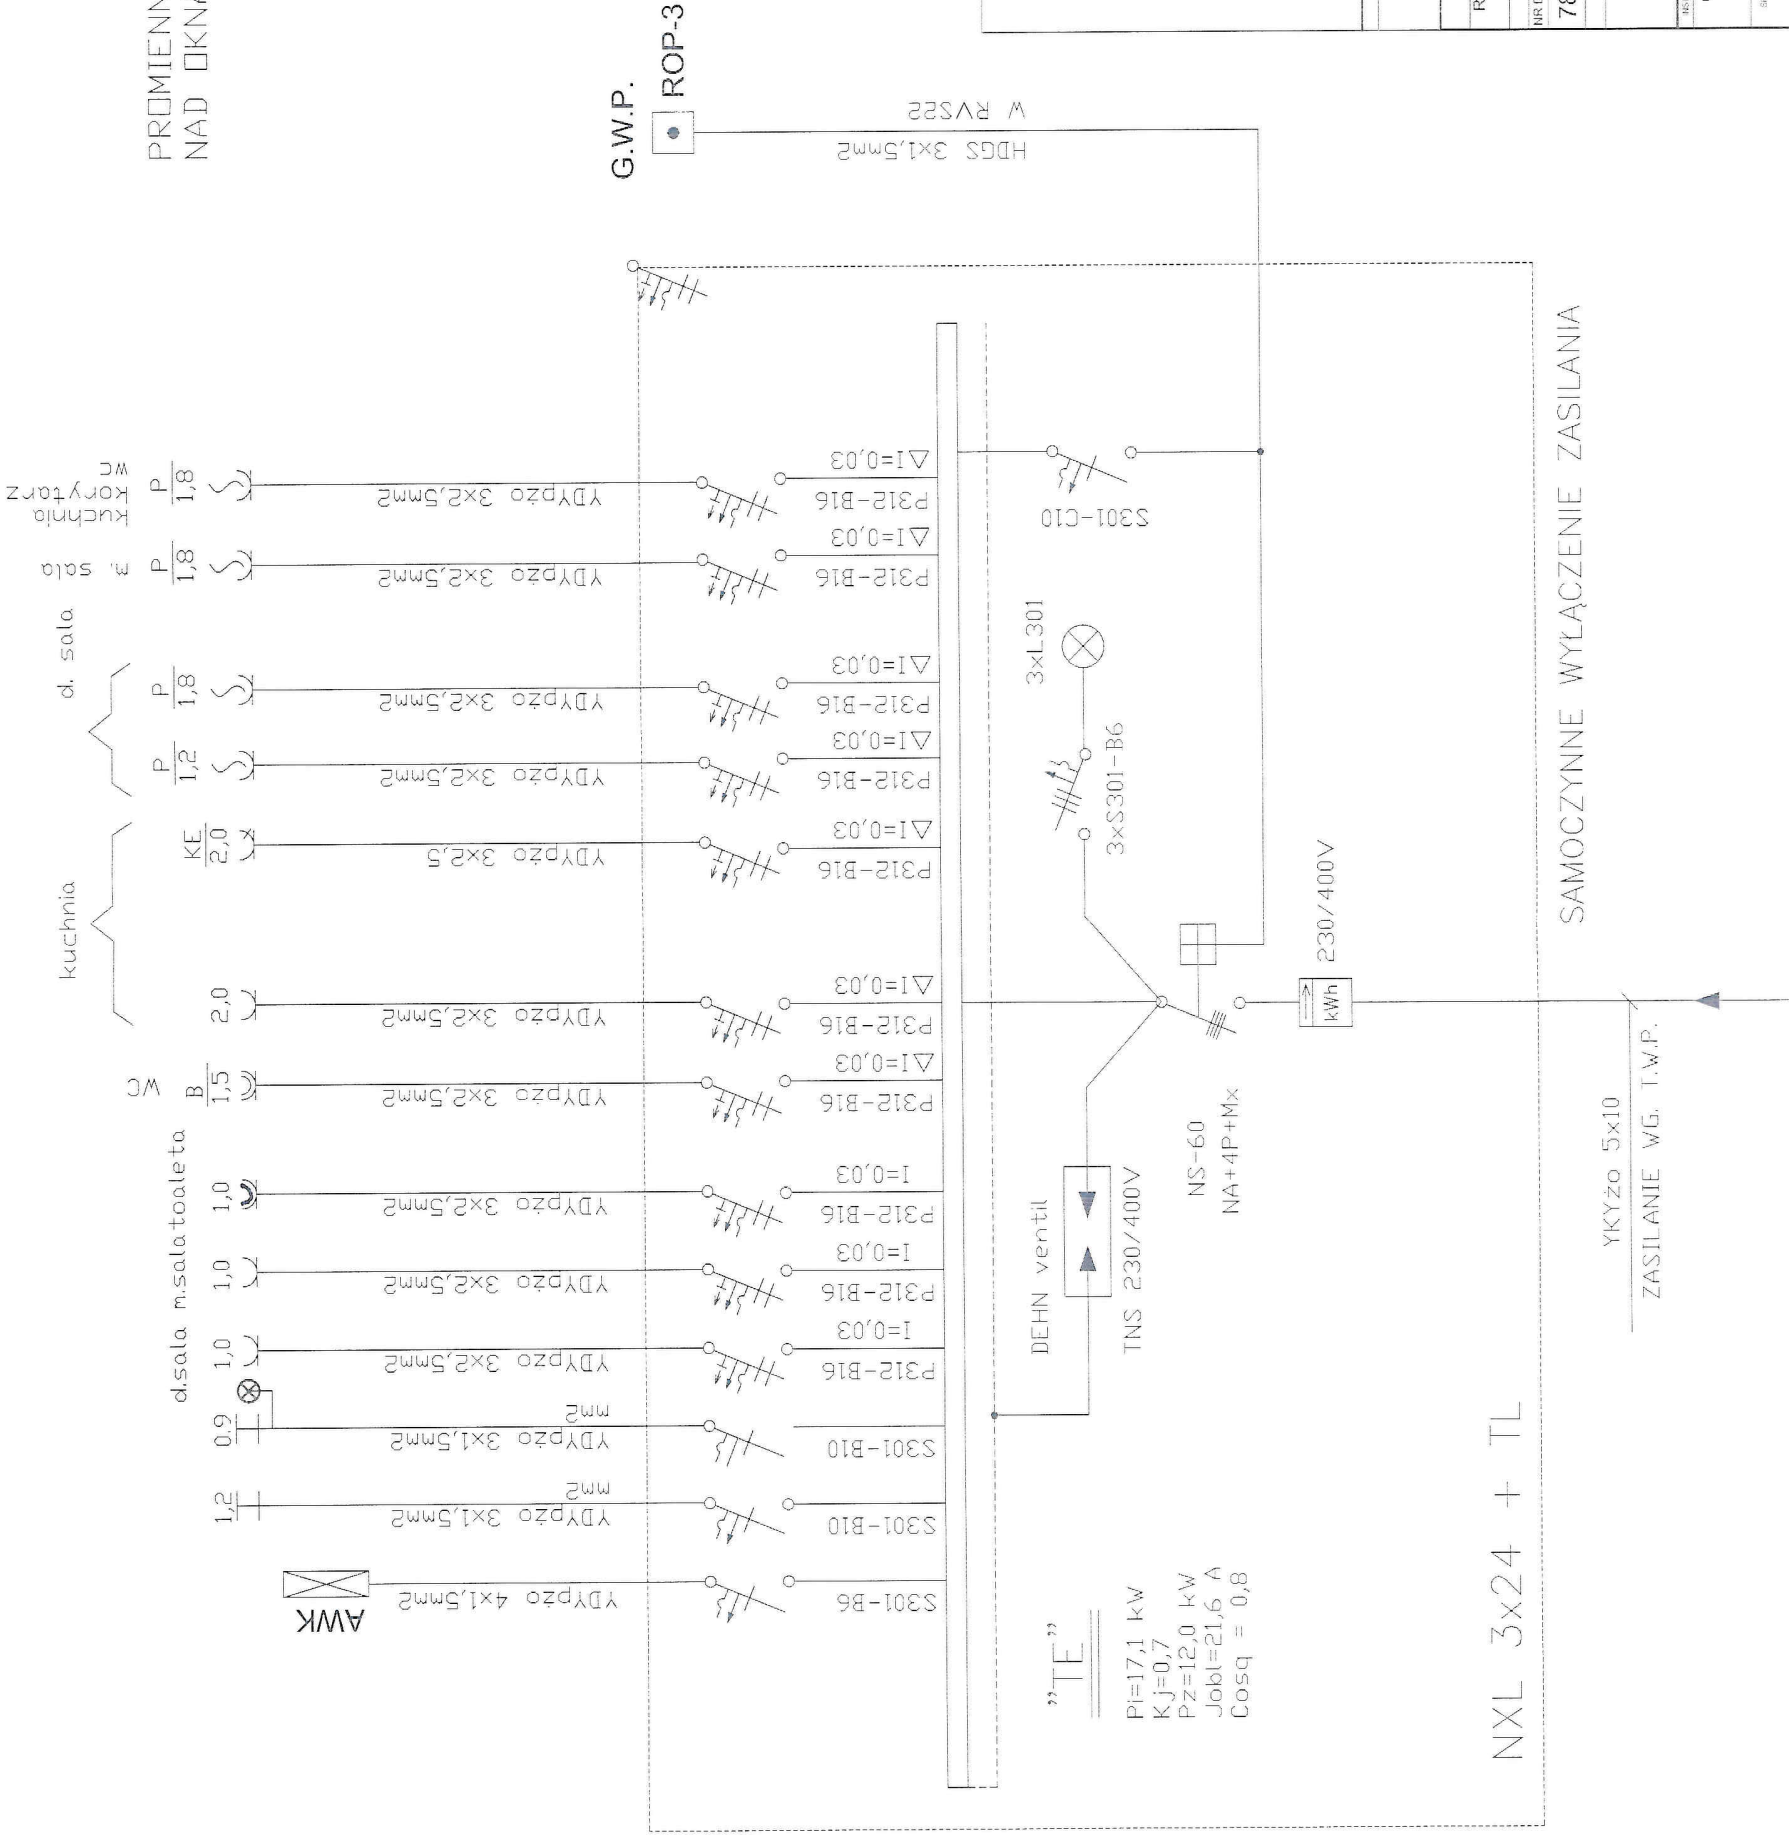 PROMIENN
NAD OKNA
G.W.P.
ROP-3
W RVS22
HDGS 3x1,5mm2
kuchnia
korytarz
WC
P
1,8
m. sala
P
1,8
d. sala
P
1,8
P
1,2
kuchnia
KE
2,0
2,0
WC
B
1,5
d.sala m.sala toaleta
1,0
1,0
1,0
0,9
1,2
AWK
YDYpżo 3x2,5mm2
YDYpżo 3x2,5mm2
YDYpżo 3x2,5mm2
YDYpżo 3x2,5mm2
YDYpżo 3x2,5
YDYpżo 3x2,5mm2
YDYpżo 3x2,5mm2
YDYpżo 3x2,5mm2
YDYpżo 3x2,5mm2
YDYpżo 3x2,5mm2
YDYpżo 3x1,5mm2
mm2
YDYpżo 3x1,5mm2
mm2
YDYpżo 4x1,5mm2
P312-B16
△I=0,03
P312-B16
△I=0,03
P312-B16
△I=0,03
P312-B16
△I=0,03
P312-B16
△I=0,03
P312-B16
△I=0,03
P312-B16
△I=0,03
P312-B16
I=0,03
P312-B16
I=0,03
P312-B16
I=0,03
S301-B10
S301-B10
S301-B6
S301-C10
3xL301
3xS301-B6
230/400V
kWh
NS-60
NA+4P+Mx
DEHN ventil
TNS 230/400V
"TE"
Pi=17,1 kW
Kj=0,7
Pz=12,0 kW
Jobl=21,6 A
Cosq = 0,8
NXL 3x24 + TL
SAMOCZYNNE WYŁĄCZENIE ZASILANIA
YKYżo 5x10
ZASILANIE WG. T.W.P.
R
NR
78